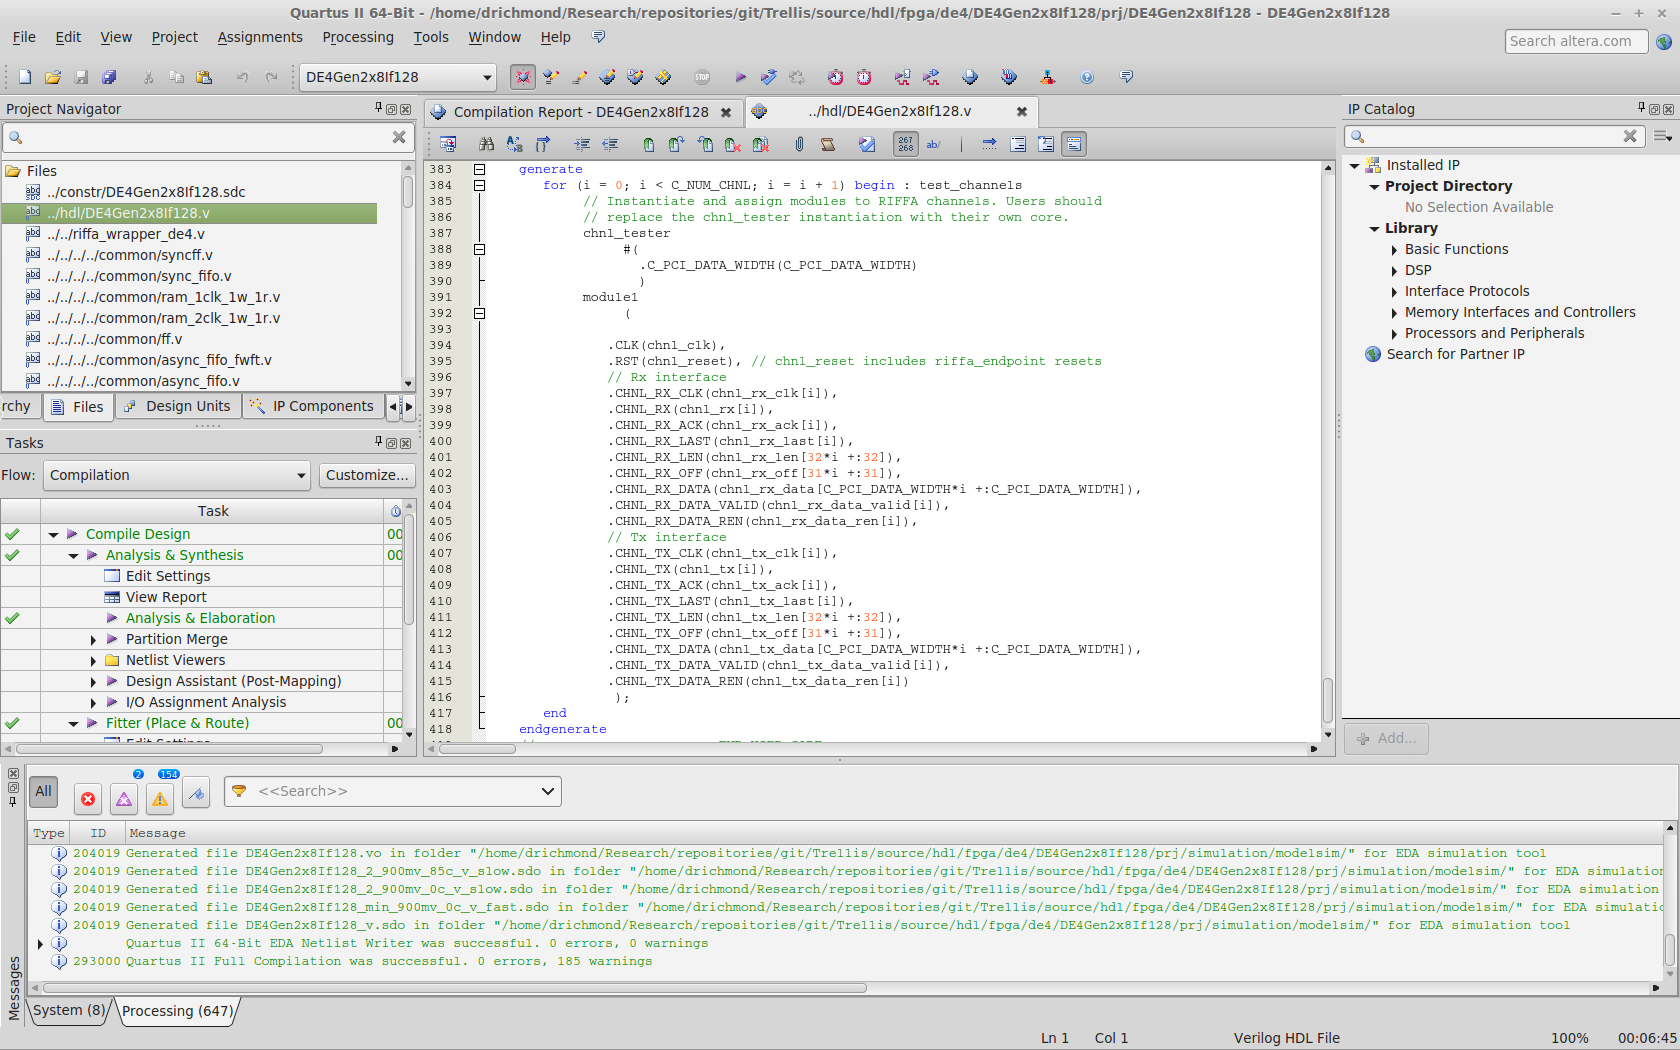 Quartus II 64-Bit - /home/drichmond/Research/repositories/git/Trellis/source/hdl/fpga/de4/DE4Gen2x8If128/prj/DE4Gen2x8If128 - DE4Gen2x8If128
File Edit View Project Assignments Processing Tools Window Help
Search altera.com
DE4Gen2x8If128
STOP
Project Navigator
Files
../constr/DE4Gen2x8If128.sdc
../hdl/DE4Gen2x8If128.v
../../riffa_wrapper_de4.v
../../../../common/syncff.v
../../../../common/sync_fifo.v
../../../../common/ram_1clk_1w_1r.v
../../../../common/ram_2clk_1w_1r.v
../../../../common/ff.v
../../../../common/async_fifo_fwft.v
../../../../common/async_fifo.v
rchy Files Design Units IP Components
Tasks
Flow: Compilation Customize...
Task
Compile Design 00
Analysis & Synthesis 00
Edit Settings
View Report
Analysis & Elaboration
Partition Merge
Netlist Viewers
Design Assistant (Post-Mapping)
I/O Assignment Analysis
Fitter (Place & Route) 00
Edit Settings
Compilation Report - DE4Gen2x8If128
../hdl/DE4Gen2x8If128.v
267
268
ab/
383 generate
384 for (i = 0; i < C_NUM_CHNL; i = i + 1) begin : test_channels
385 // Instantiate and assign modules to RIFFA channels. Users should
386 // replace the chnl_tester instantiation with their own core.
387 chnl_tester
388 #(
389 .C_PCI_DATA_WIDTH(C_PCI_DATA_WIDTH)
390 )
391 module1
392 (
393
394 .CLK(chnl_clk),
395 .RST(chnl_reset), // chnl_reset includes riffa_endpoint resets
396 // Rx interface
397 .CHNL_RX_CLK(chnl_rx_clk[i]),
398 .CHNL_RX(chnl_rx[i]),
399 .CHNL_RX_ACK(chnl_rx_ack[i]),
400 .CHNL_RX_LAST(chnl_rx_last[i]),
401 .CHNL_RX_LEN(chnl_rx_len[32*i +:32]),
402 .CHNL_RX_OFF(chnl_rx_off[31*i +:31]),
403 .CHNL_RX_DATA(chnl_rx_data[C_PCI_DATA_WIDTH*i +:C_PCI_DATA_WIDTH]),
404 .CHNL_RX_DATA_VALID(chnl_rx_data_valid[i]),
405 .CHNL_RX_DATA_REN(chnl_rx_data_ren[i]),
406 // Tx interface
407 .CHNL_TX_CLK(chnl_tx_clk[i]),
408 .CHNL_TX(chnl_tx[i]),
409 .CHNL_TX_ACK(chnl_tx_ack[i]),
410 .CHNL_TX_LAST(chnl_tx_last[i]),
411 .CHNL_TX_LEN(chnl_tx_len[32*i +:32]),
412 .CHNL_TX_OFF(chnl_tx_off[31*i +:31]),
413 .CHNL_TX_DATA(chnl_tx_data[C_PCI_DATA_WIDTH*i +:C_PCI_DATA_WIDTH]),
414 .CHNL_TX_DATA_VALID(chnl_tx_data_valid[i]),
415 .CHNL_TX_DATA_REN(chnl_tx_data_ren[i])
416 );
417 end
418 endgenerate
IP Catalog
Installed IP
Project Directory
No Selection Available
Library
Basic Functions
DSP
Interface Protocols
Memory Interfaces and Controllers
Processors and Peripherals
Search for Partner IP
Add...
Messages
All 2 154 <<Search>>
Type ID Message
204019 Generated file DE4Gen2x8If128.vo in folder "/home/drichmond/Research/repositories/git/Trellis/source/hdl/fpga/de4/DE4Gen2x8If128/prj/simulation/modelsim/" for EDA simulation tool
204019 Generated file DE4Gen2x8If128_2_900mv_85c_v_slow.sdo in folder "/home/drichmond/Research/repositories/git/Trellis/source/hdl/fpga/de4/DE4Gen2x8If128/prj/simulation/modelsim/" for EDA simulation
204019 Generated file DE4Gen2x8If128_2_900mv_0c_v_slow.sdo in folder "/home/drichmond/Research/repositories/git/Trellis/source/hdl/fpga/de4/DE4Gen2x8If128/prj/simulation/modelsim/" for EDA simulation
204019 Generated file DE4Gen2x8If128_min_900mv_0c_v_fast.sdo in folder "/home/drichmond/Research/repositories/git/Trellis/source/hdl/fpga/de4/DE4Gen2x8If128/prj/simulation/modelsim/" for EDA simulatic
204019 Generated file DE4Gen2x8If128_v.sdo in folder "/home/drichmond/Research/repositories/git/Trellis/source/hdl/fpga/de4/DE4Gen2x8If128/prj/simulation/modelsim/" for EDA simulation tool
Quartus II 64-Bit EDA Netlist Writer was successful. 0 errors, 0 warnings
293000 Quartus II Full Compilation was successful. 0 errors, 185 warnings
System (8) Processing (647)
Ln 1 Col 1 Verilog HDL File 100% 00:06:45